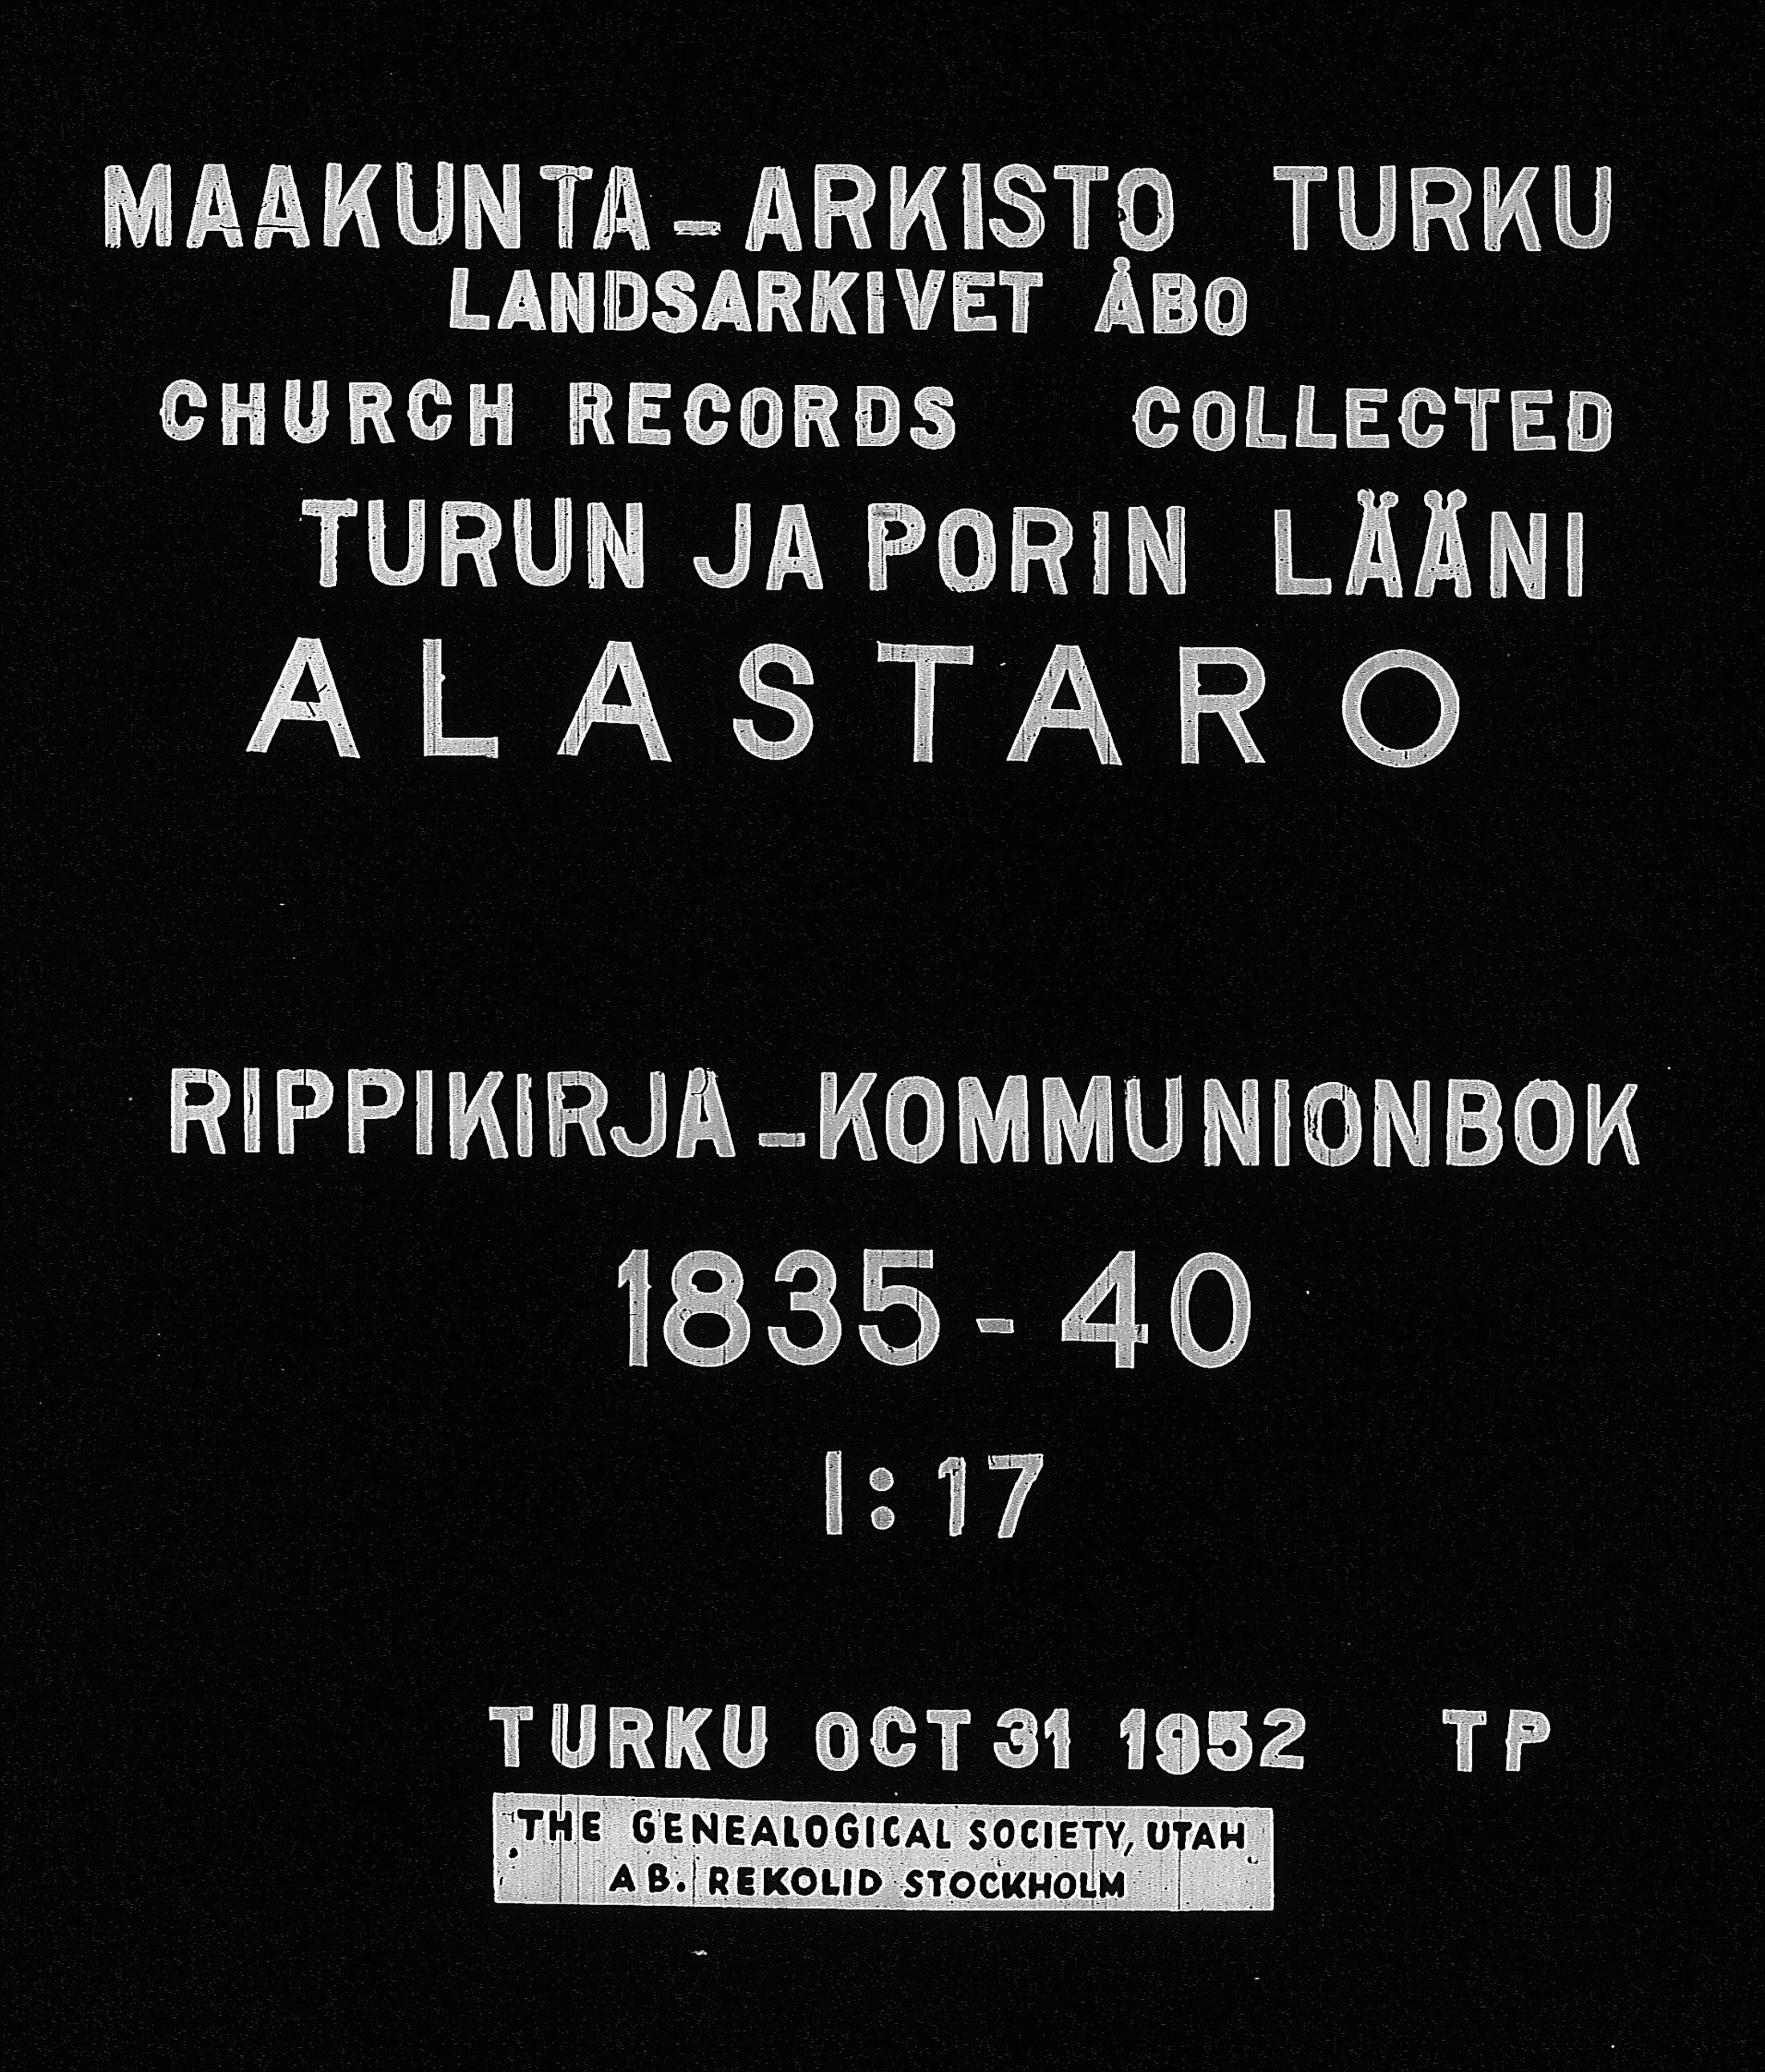 MAAKUNTA-ARKISTO TURKU
LANDSARKIVET ÅBO
CHURCH RECORDS COLLECTED
TURUN JA PORIN LÄÄNI
ALASTARO
RIPPIKIRJA-KOMMUNIONBOK
1835-40
I:17
TURKU OCT 31 1952 TP
THE GENEALOGICAL SOCIETY, UTAH
AB. REKOLID STOCKHOLM